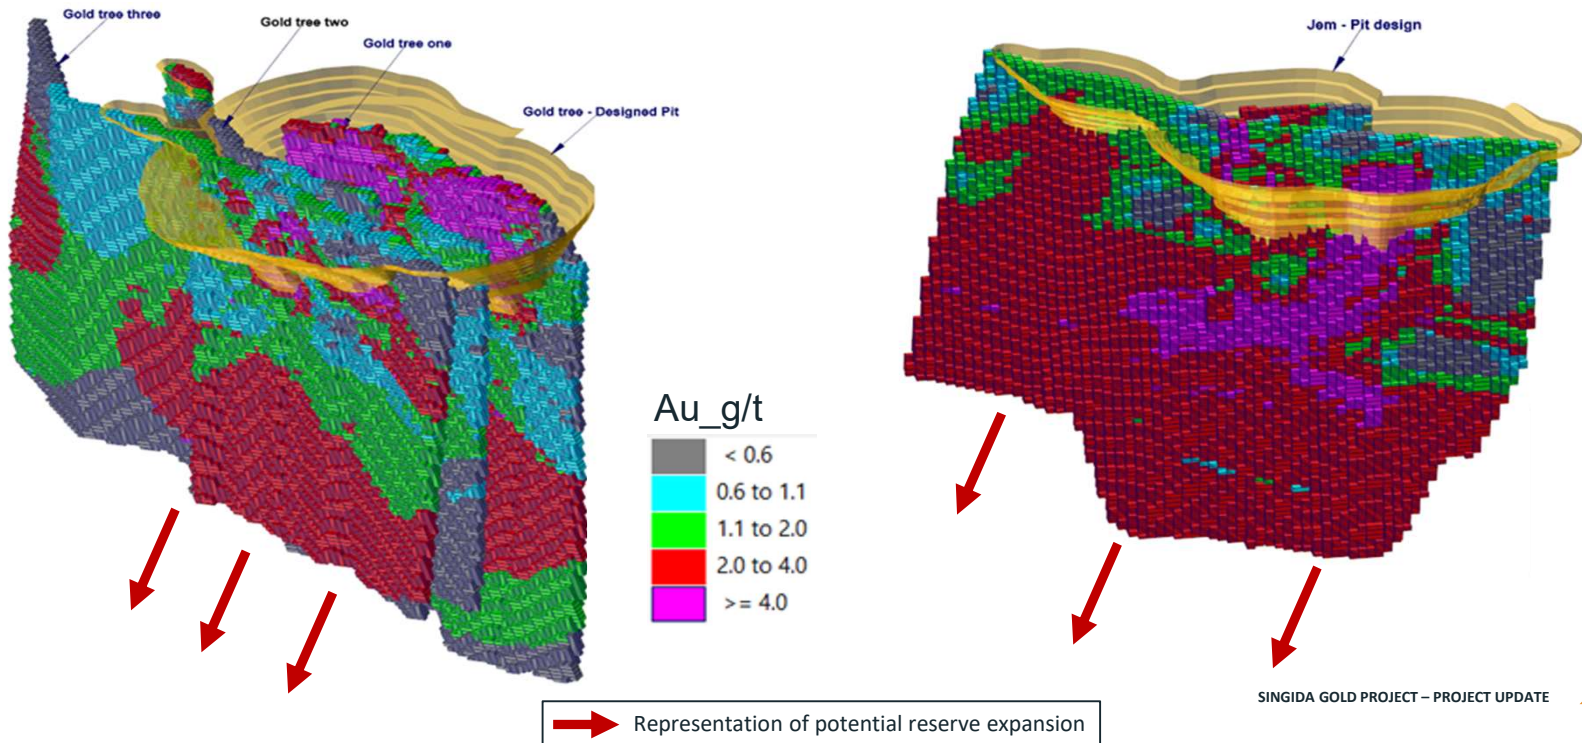 Gold tree three
Gold tree two
Gold tree one
Gold tree - Designed Pit
Jem - Pit design
Au_g/t
< 0.6
0.6 to 1.1
1.1 to 2.0
2.0 to 4.0
>= 4.0
SINGIDA GOLD PROJECT – PROJECT UPDATE
Representation of potential reserve expansion